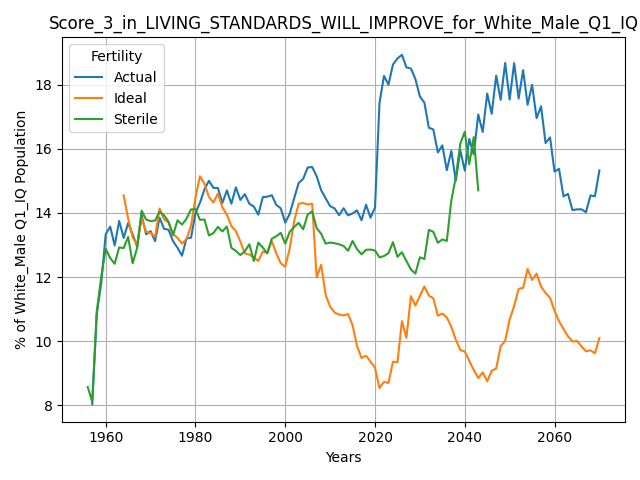 Score_3_in_LIVING_STANDARDS_WILL_IMPROVE_for_White_Male_Q1_IQ
Fertility
Actual
Ideal
Sterile
% of White_Male Q1_IQ Population
18
16
14
12
10
8
1960 1980 2000 2020 2040 2060
Years